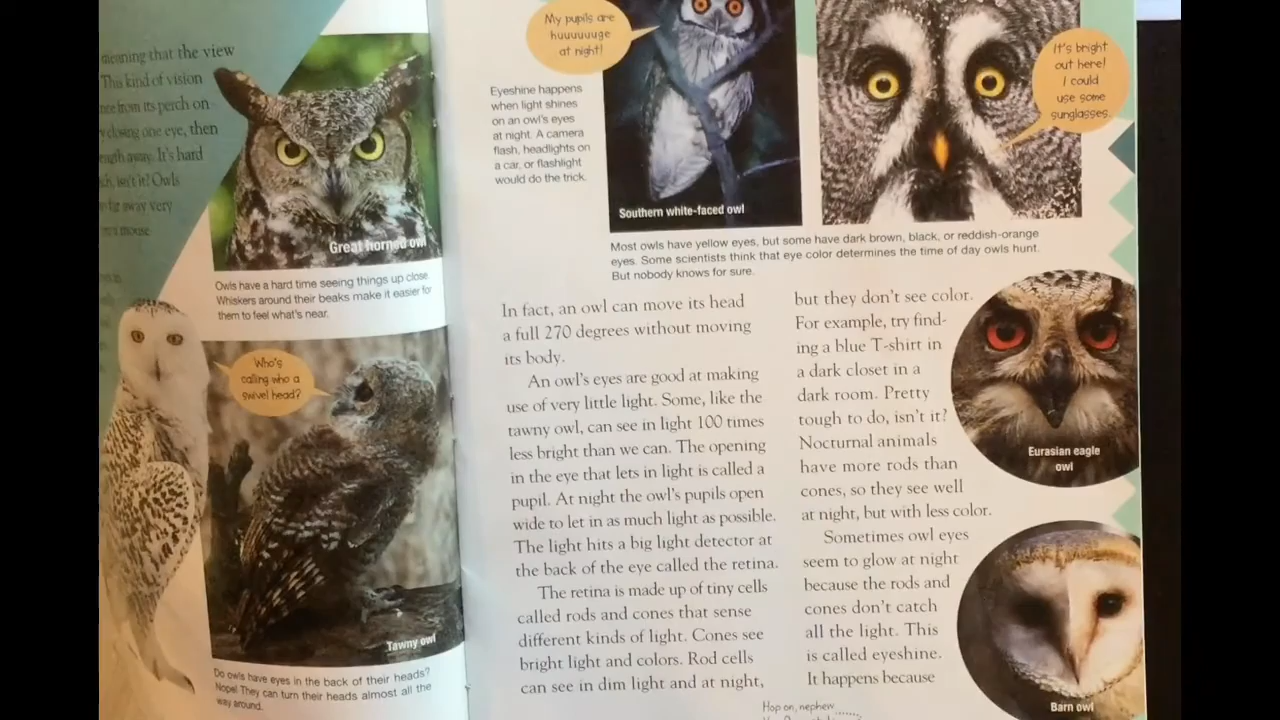 meaning that the view
This kind of vision
from its perch on
closing one eye, then
away. It's hard
isn't it? Owls
far away very
mouse
Great horned owl
Owls have a hard time seeing things up close.
Whiskers around their beaks make it easier for
them to feel what's near.
Who's
calling who a
swivel head?
Tawny owl
Do owls have eyes in the back of their heads?
Nope! They can turn their heads almost all the
way around.
My pupils are
huuuuuuge
at night!
Eyeshine happens
when light shines
on an owl's eyes
at night. A camera
flash, headlights on
a car, or flashlight
would do the trick.
Southern white-faced owl
It's bright
out here!
I could
use some
sunglasses.
Most owls have yellow eyes, but some have dark brown, black, or reddish-orange
eyes. Some scientists think that eye color determines the time of day owls hunt.
But nobody knows for sure.
In fact, an owl can move its head
a full 270 degrees without moving
its body.
An owl's eyes are good at making
use of very little light. Some, like the
tawny owl, can see in light 100 times
less bright than we can. The opening
in the eye that lets in light is called a
pupil. At night the owl's pupils open
wide to let in as much light as possible.
The light hits a big light detector at
the back of the eye called the retina.
The retina is made up of tiny cells
called rods and cones that sense
different kinds of light. Cones see
bright light and colors. Rod cells
can see in dim light and at night,
but they don't see color.
For example, try find-
ing a blue T-shirt in
a dark closet in a
dark room. Pretty
tough to do, isn't it?
Nocturnal animals
have more rods than
cones, so they see well
at night, but with less color.
Sometimes owl eyes
seem to glow at night
because the rods and
cones don't catch
all the light. This
is called eyeshine.
It happens because
Eurasian eagle
owl
Barn owl
Hop on, nephew